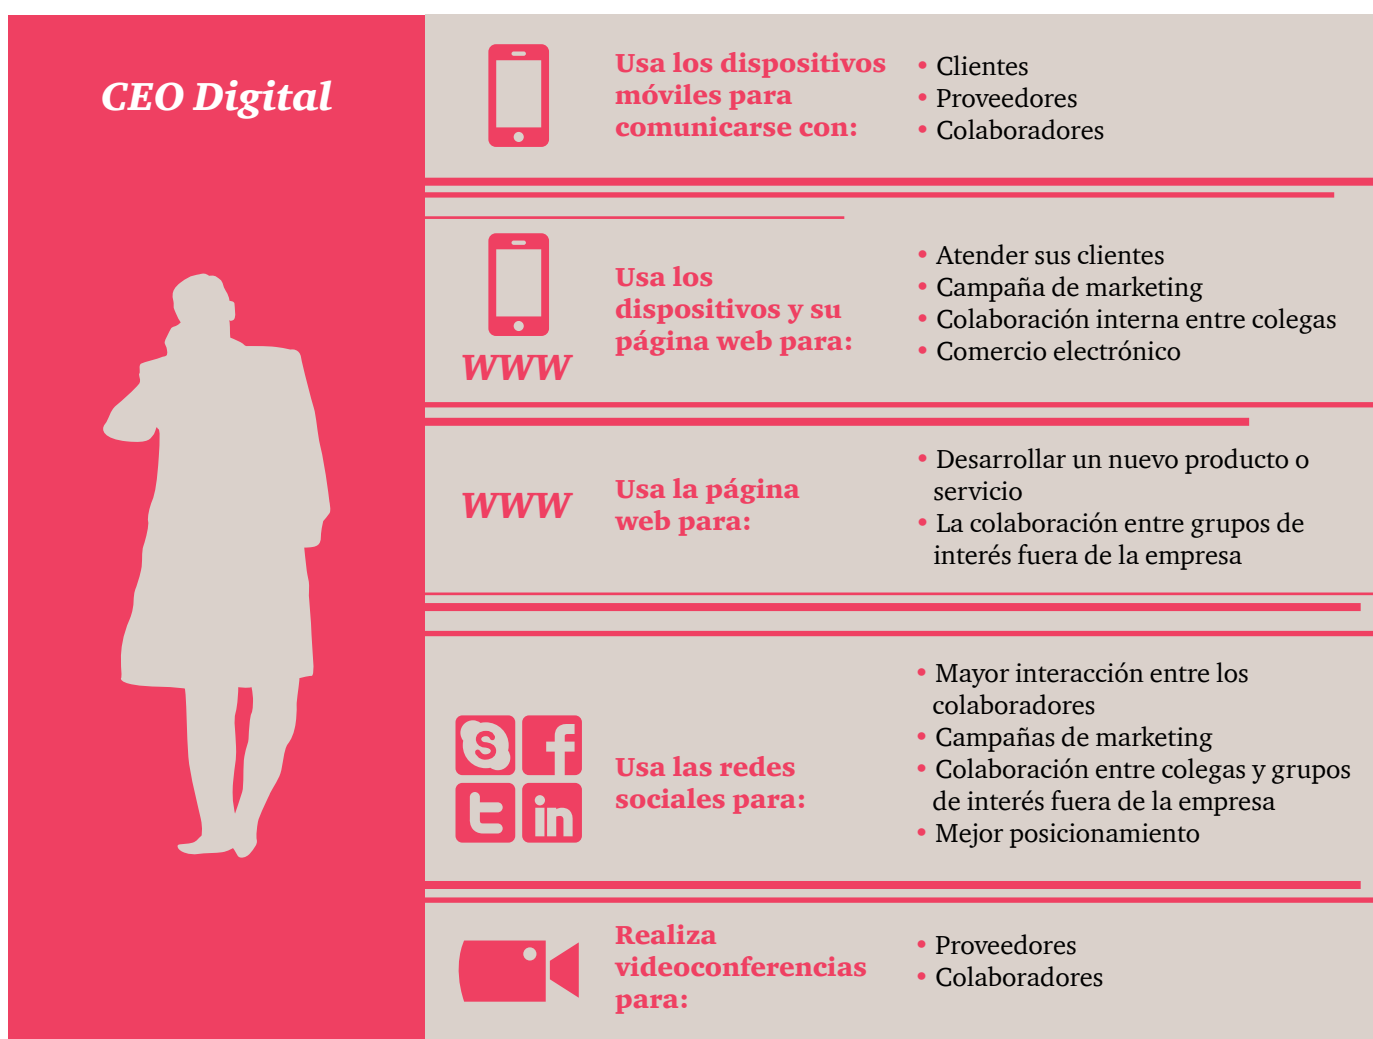 CEO Digital
Usa los dispositivos
móviles para
comunicarse con:
• Clientes
• Proveedores
• Colaboradores
WWW
Usa los
dispositivos y su
página web para:
• Atender sus clientes
• Campaña de marketing
• Colaboración interna entre colegas
• Comercio electrónico
WWW
Usa la página
web para:
• Desarrollar un nuevo producto o
servicio
• La colaboración entre grupos de
interés fuera de la empresa
S f
t in
Usa las redes
sociales para:
• Mayor interacción entre los
colaboradores
• Campañas de marketing
• Colaboración entre colegas y grupos
de interés fuera de la empresa
• Mejor posicionamiento
Realiza
videoconferencias
para:
• Proveedores
• Colaboradores